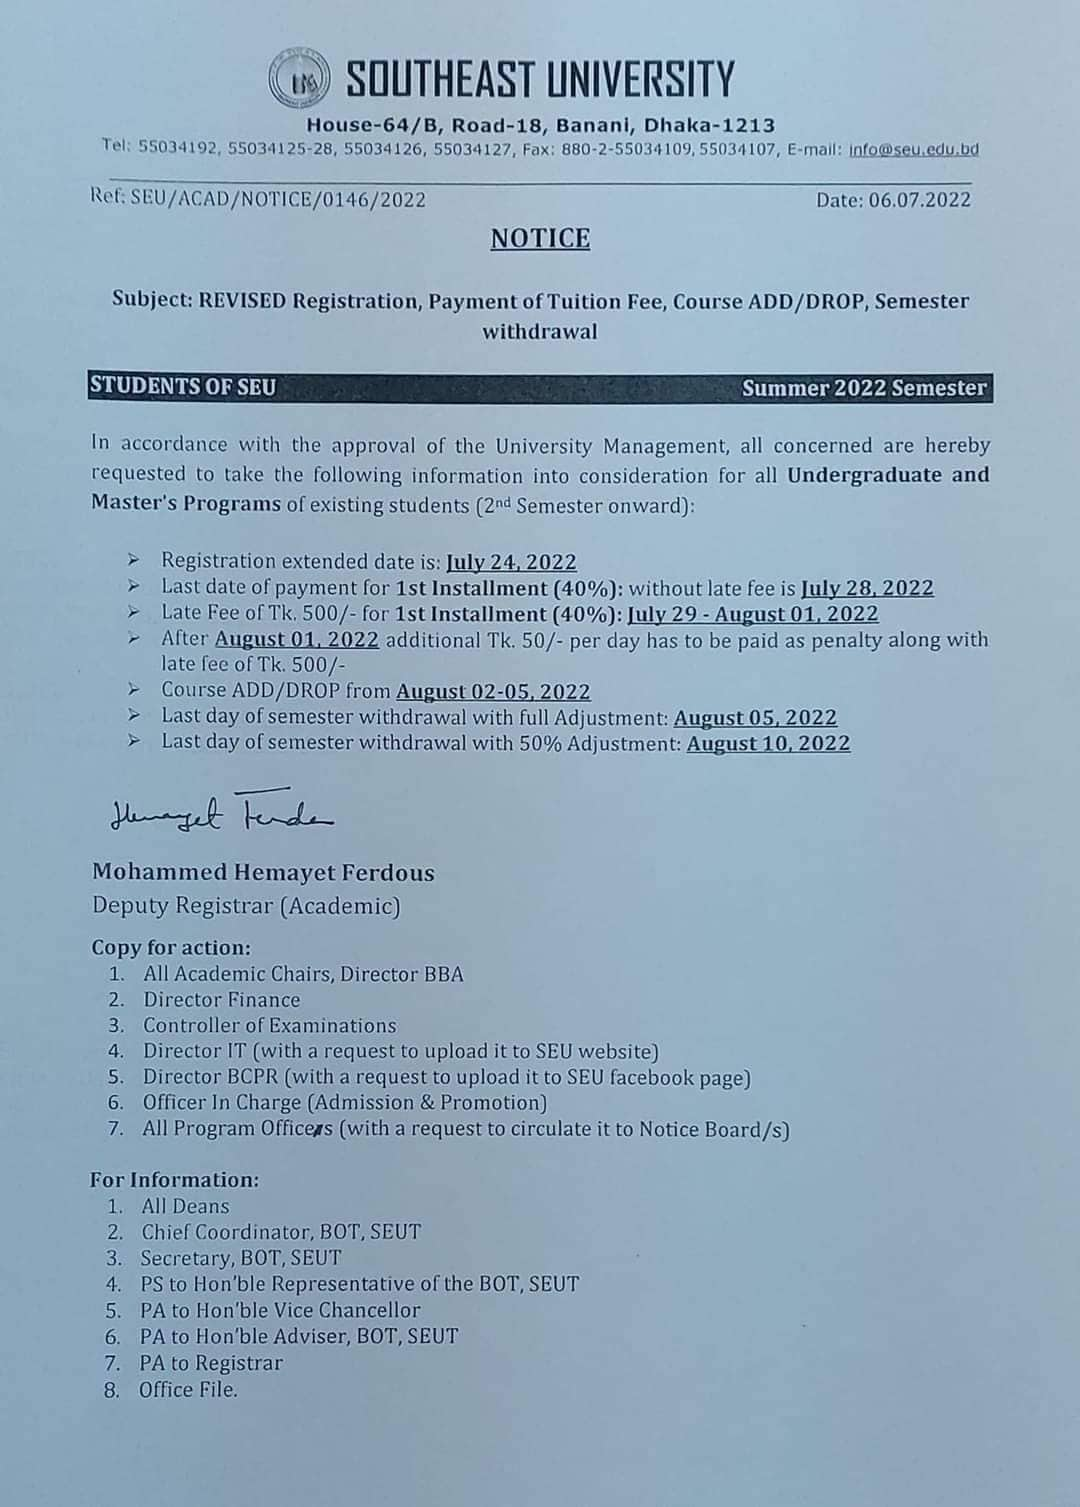 SOUTHEAST UNIVERSITY
House-64/B, Road-18, Banani, Dhaka-1213
Tel: 55034192, 55034125-28, 55034126, 55034127, Fax: 880-2-55034109, 55034107, E-mail: info@seu.edu.bd
Ref: SEU/ACAD/NOTICE/0146/2022 Date: 06.07.2022
NOTICE
Subject: REVISED Registration, Payment of Tuition Fee, Course ADD/DROP, Semester
withdrawal
STUDENTS OF SEU Summer 2022 Semester
In accordance with the approval of the University Management, all concerned are hereby
requested to take the following information into consideration for all Undergraduate and
Master's Programs of existing students (2nd Semester onward):
➢ Registration extended date is: July 24, 2022
➢ Last date of payment for 1st Installment (40%): without late fee is July 28, 2022
➢ Late Fee of Tk. 500/- for 1st Installment (40%): July 29 - August 01, 2022
➢ After August 01, 2022 additional Tk. 50/- per day has to be paid as penalty along with
late fee of Tk. 500/-
➢ Course ADD/DROP from August 02-05, 2022
➢ Last day of semester withdrawal with full Adjustment: August 05, 2022
➢ Last day of semester withdrawal with 50% Adjustment: August 10, 2022
Hemayet Ferdous
Mohammed Hemayet Ferdous
Deputy Registrar (Academic)
Copy for action:
1. All Academic Chairs, Director BBA
2. Director Finance
3. Controller of Examinations
4. Director IT (with a request to upload it to SEU website)
5. Director BCPR (with a request to upload it to SEU facebook page)
6. Officer In Charge (Admission & Promotion)
7. All Program Officers (with a request to circulate it to Notice Board/s)
For Information:
1. All Deans
2. Chief Coordinator, BOT, SEUT
3. Secretary, BOT, SEUT
4. PS to Hon'ble Representative of the BOT, SEUT
5. PA to Hon'ble Vice Chancellor
6. PA to Hon'ble Adviser, BOT, SEUT
7. PA to Registrar
8. Office File.